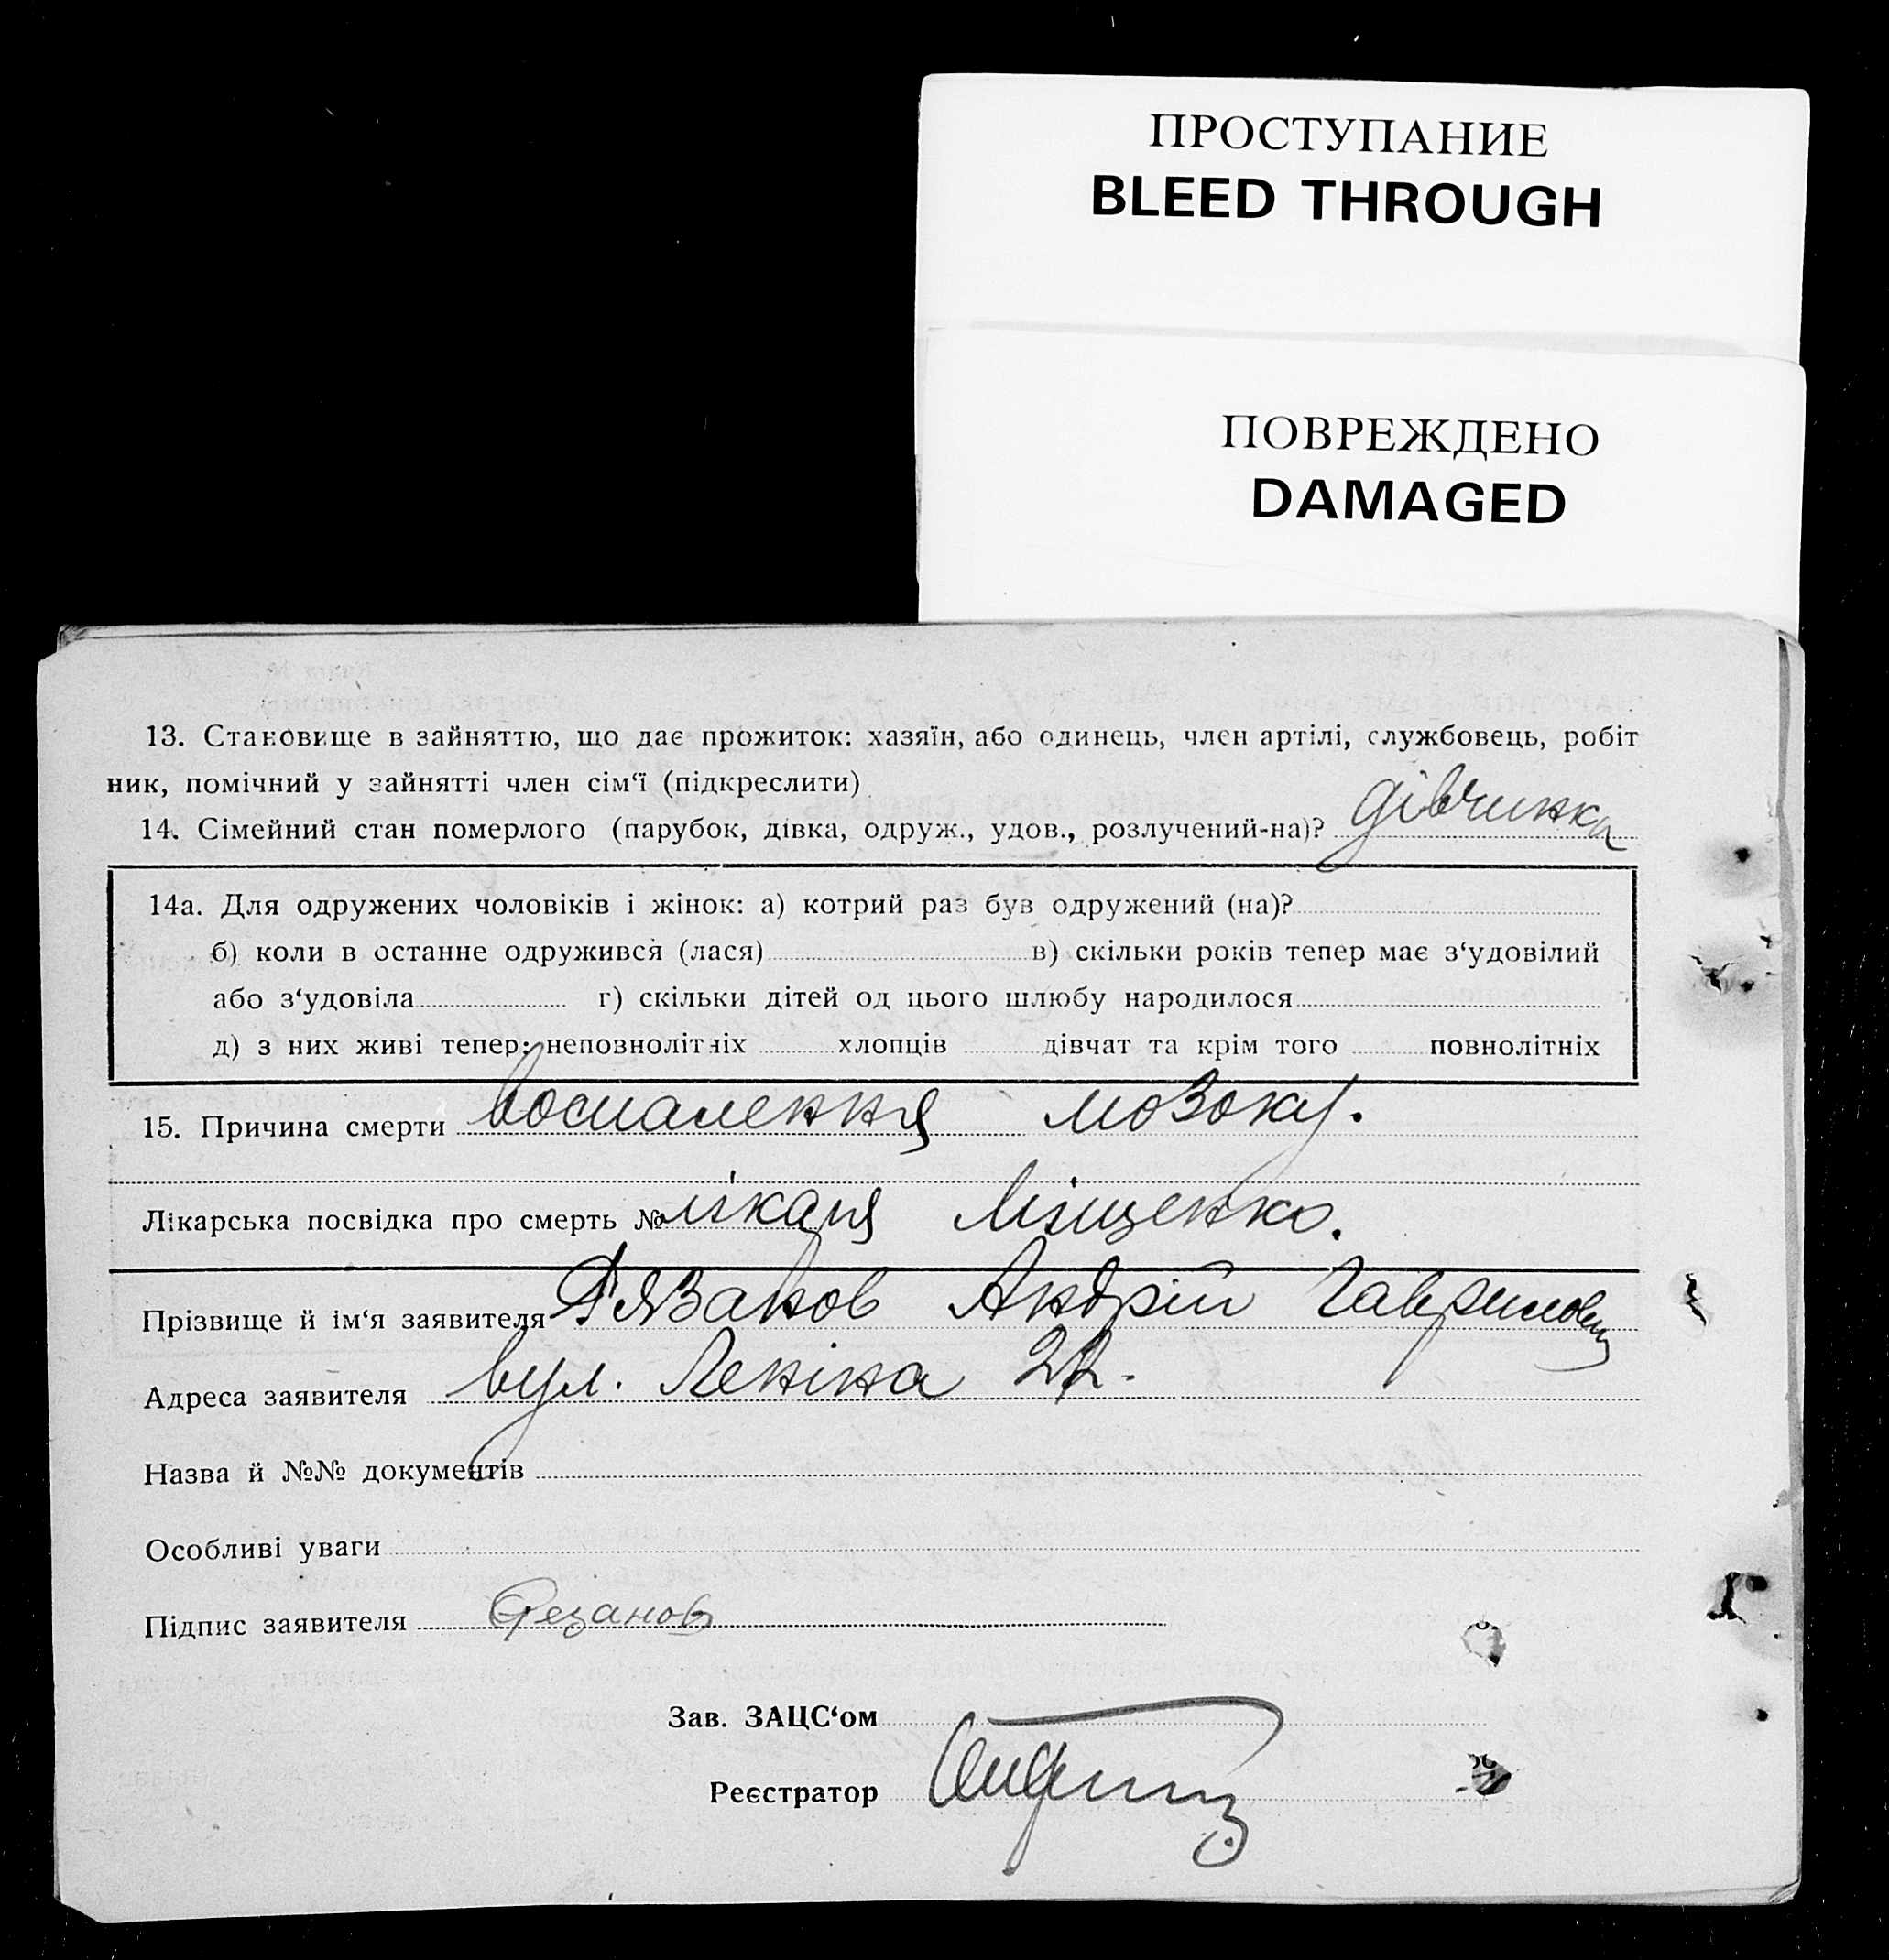 ПРОСТУПАНИЕ
BLEED THROUGH
ПОВРЕЖДЕНО
DAMAGED
13. Становище в зайняттю, що дає прожиток: хазяїн, або одинець, член артілі, службовець, робіт
ник, помічний у зайнятті член сім‘ї (підкреслити)
14. Сімейний стан померлого (парубок, дівка, одруж., удов., розлучений-на)? дівчинка
14а. Для одружених чоловіків і жінок: а) котрий раз був одружений (на)?
б) коли в останне одружився (лася) в) скільки років тепер має з‘удовілий
або з‘удовіла г) скільки дітей од цього шлюбу народилося
д) з них живі тепер: неповнолітніх хлопців дівчат та крім того повнолітніх
15. Причина смерти воспалення мозоку.
Лікарська посвідка про смерть № лікаря Міщенко.
Прізвище й ім‘я заявителя Рязанов Андрій Гаврилович
Адреса заявителя вул. Леніна 22.
Назва й №№ документів
Особливі уваги
Підпис заявителя Резанов
Зав. ЗАЦС‘ом
Реєстратор